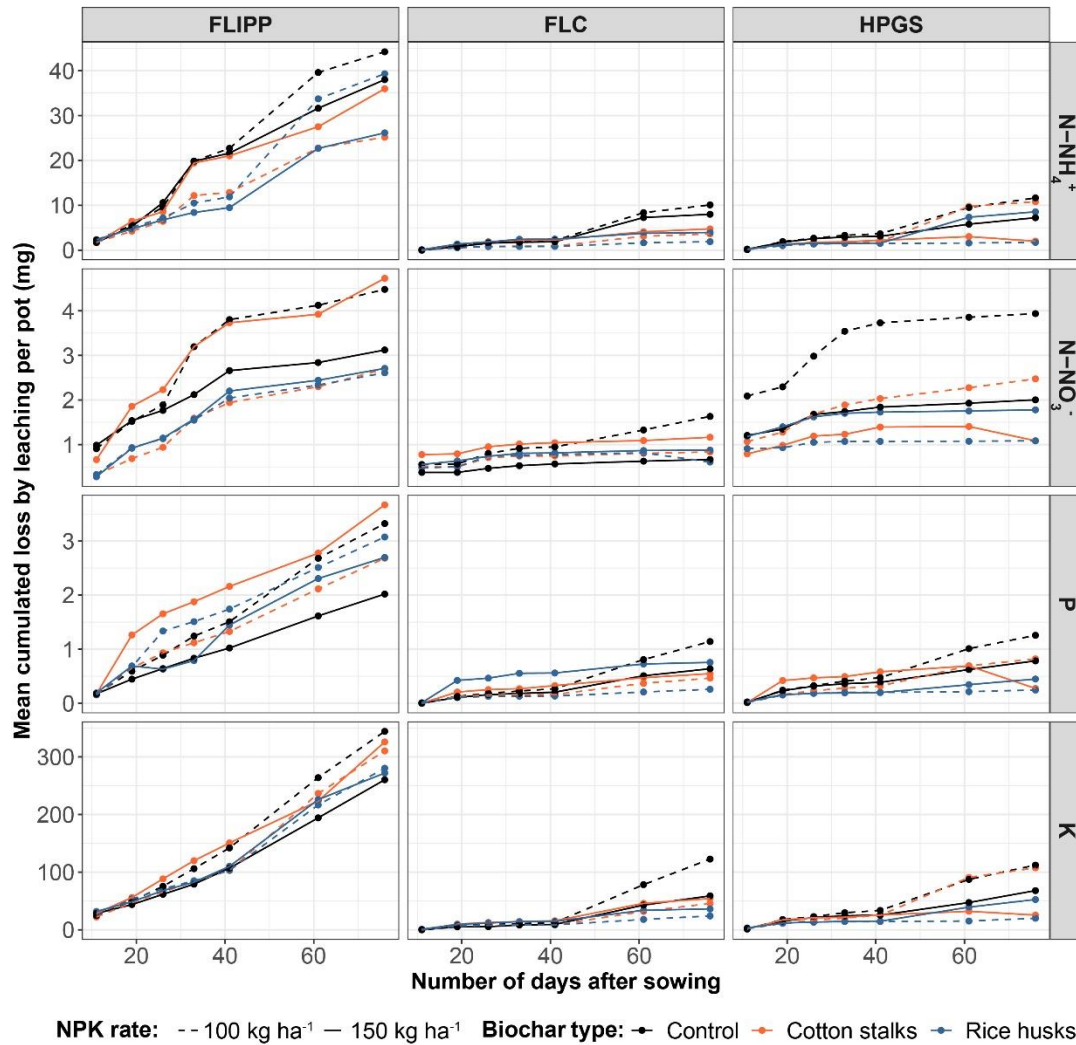 FLIPP FLC HPGS
Mean cumulated loss by leaching per pot (mg)
40
30
20
10
0
N−NH₄⁺
4
3
2
1
N−NO₃⁻
3
2
1
0
P
300
200
100
0
K
20 40 60 20 40 60 20 40 60
Number of days after sowing
NPK rate: 100 kg ha⁻¹ 150 kg ha⁻¹ Biochar type: Control Cotton stalks Rice husks